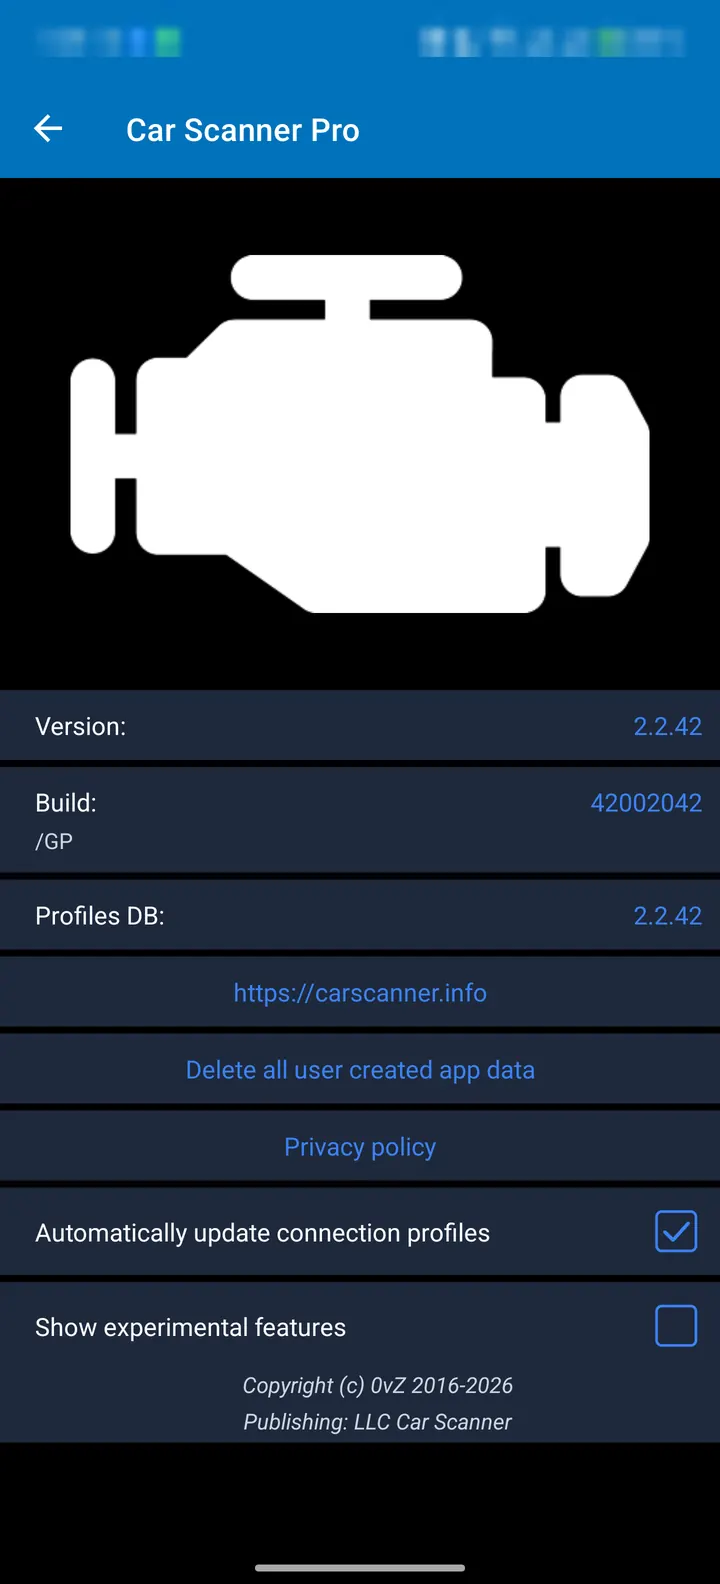 Car Scanner Pro
Version:
2.2.42
Build:
42002042
/GP
Profiles DB:
2.2.42
https://carscanner.info
Delete all user created app data
Privacy policy
Automatically update connection profiles
Show experimental features
Copyright (c) 0vZ 2016-2026
Publishing: LLC Car Scanner